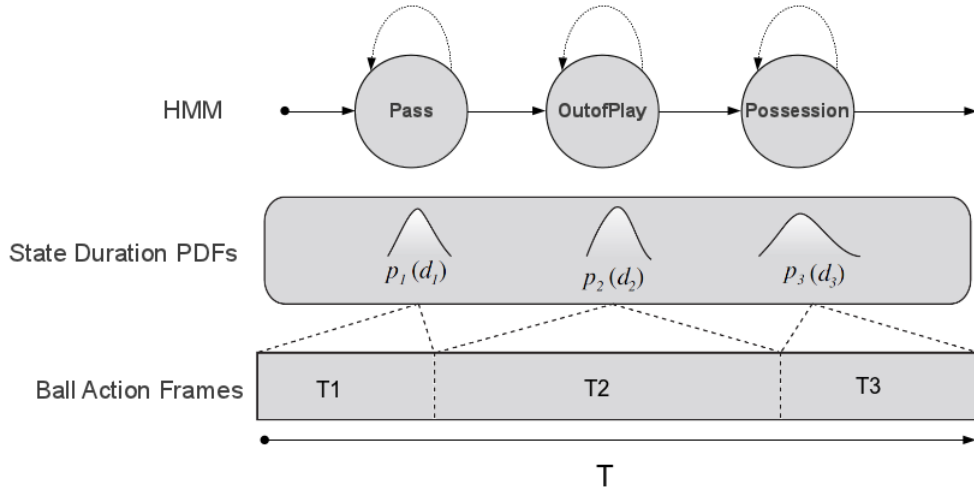 HMM
Pass
OutofPlay
Possession
State Duration PDFs
p₁(d₁)
p₂(d₂)
p₃(d₃)
Ball Action Frames
T1
T2
T3
T